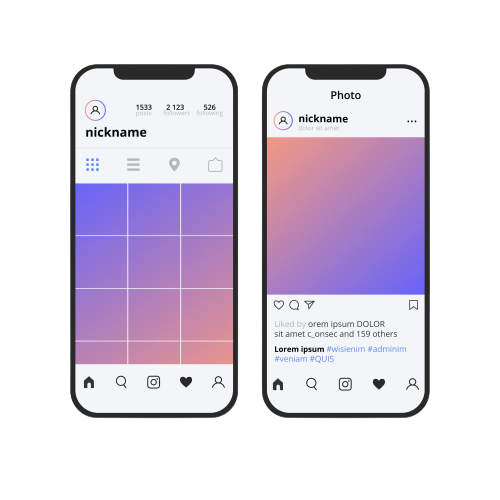 1533 2 123 526
posts followers following
nickname
Photo
nickname
dolor sit amet
Liked by orem ipsum DOLOR
sit amet c_onsec and 159 others
Lorem ipsum #wisienim #adminim
#veniam #QUIS